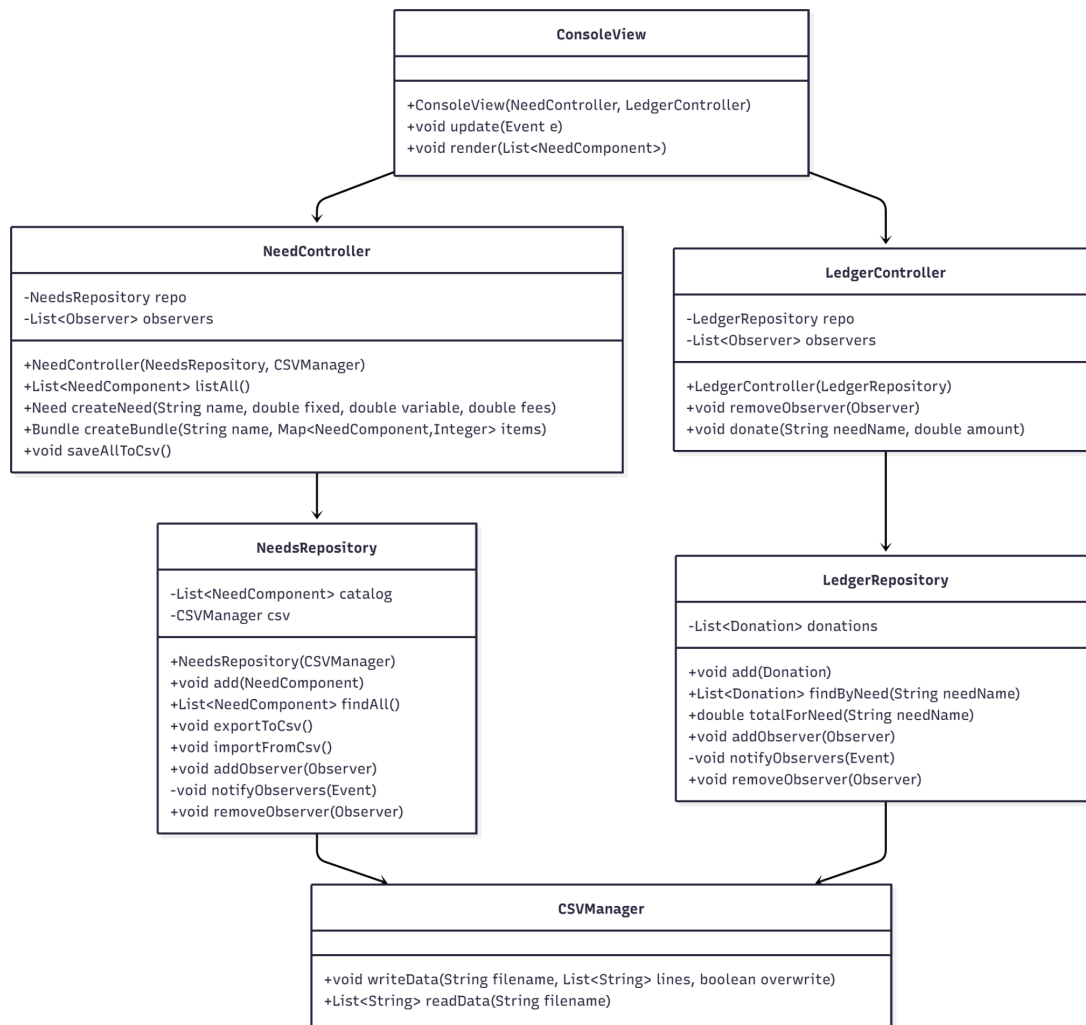 ConsoleView
+ConsoleView(NeedController, LedgerController)
+void update(Event e)
+void render(List<NeedComponent>)
NeedController
-NeedsRepository repo
-List<Observer> observers
+NeedController(NeedsRepository, CSVManager)
+List<NeedComponent> listAll()
+Need createNeed(String name, double fixed, double variable, double fees)
+Bundle createBundle(String name, Map<NeedComponent,Integer> items)
+void saveAllToCsv()
LedgerController
-LedgerRepository repo
-List<Observer> observers
+LedgerController(LedgerRepository)
+void removeObserver(Observer)
+void donate(String needName, double amount)
NeedsRepository
-List<NeedComponent> catalog
-CSVManager csv
+NeedsRepository(CSVManager)
+void add(NeedComponent)
+List<NeedComponent> findAll()
+void exportToCsv()
+void importFromCsv()
+void addObserver(Observer)
-void notifyObservers(Event)
+void removeObserver(Observer)
LedgerRepository
-List<Donation> donations
+void add(Donation)
+List<Donation> findByNeed(String needName)
+double totalForNeed(String needName)
+void addObserver(Observer)
-void notifyObservers(Event)
+void removeObserver(Observer)
CSVManager
+void writeData(String filename, List<String> lines, boolean overwrite)
+List<String> readData(String filename)